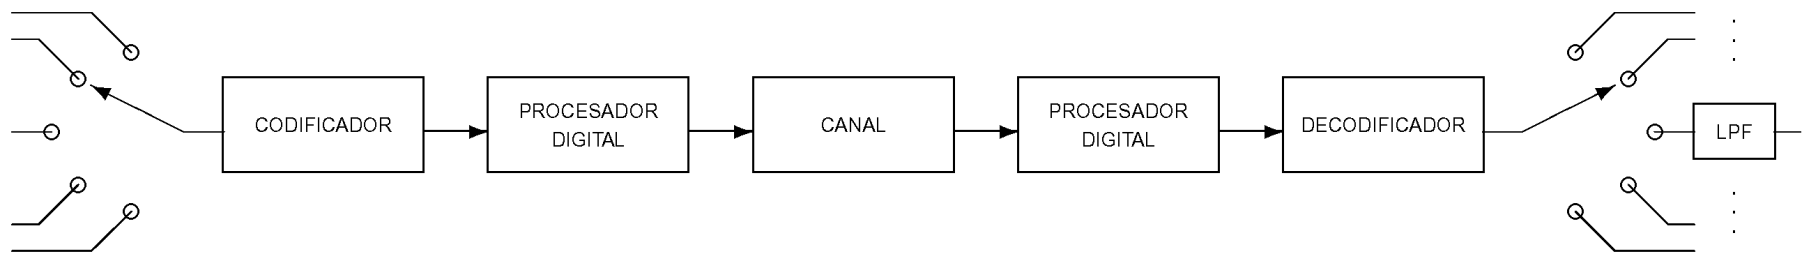 CODIFICADOR
PROCESADOR
DIGITAL
CANAL
PROCESADOR
DIGITAL
DECODIFICADOR
LPF